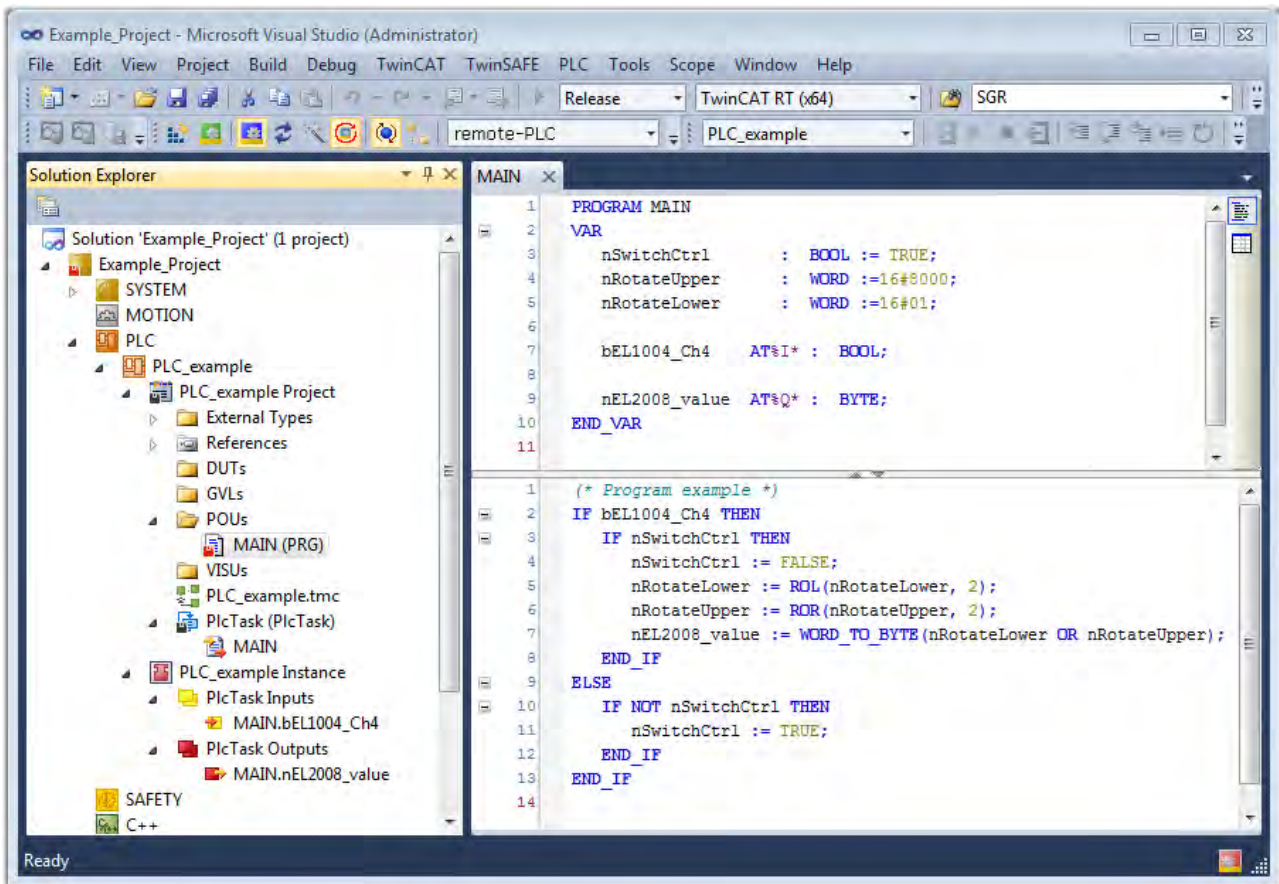 Example_Project - Microsoft Visual Studio (Administrator)
File Edit View Project Build Debug TwinCAT TwinSAFE PLC Tools Scope Window Help
Release TwinCAT RT (x64) SGR
remote-PLC PLC_example
Solution Explorer
Solution 'Example_Project' (1 project)
Example_Project
SYSTEM
MOTION
PLC
PLC_example
PLC_example Project
External Types
References
DUTs
GVLs
POUs
MAIN (PRG)
VISUs
PLC_example.tmc
PlcTask (PlcTask)
MAIN
PLC_example Instance
PlcTask Inputs
MAIN.bEL1004_Ch4
PlcTask Outputs
MAIN.nEL2008_value
SAFETY
C++
MAIN
1 PROGRAM MAIN
2 VAR
3 nSwitchCtrl : BOOL := TRUE;
4 nRotateUpper : WORD :=16#8000;
5 nRotateLower : WORD :=16#01;
6
7 bEL1004_Ch4 AT%I* : BOOL;
8
9 nEL2008_value AT%Q* : BYTE;
10 END_VAR
11
1 (* Program example *)
2 IF bEL1004_Ch4 THEN
3 IF nSwitchCtrl THEN
4 nSwitchCtrl := FALSE;
5 nRotateLower := ROL(nRotateLower, 2);
6 nRotateUpper := ROR(nRotateUpper, 2);
7 nEL2008_value := WORD_TO_BYTE(nRotateLower OR nRotateUpper);
8 END_IF
9 ELSE
10 IF NOT nSwitchCtrl THEN
11 nSwitchCtrl := TRUE;
12 END_IF
13 END_IF
14
Ready